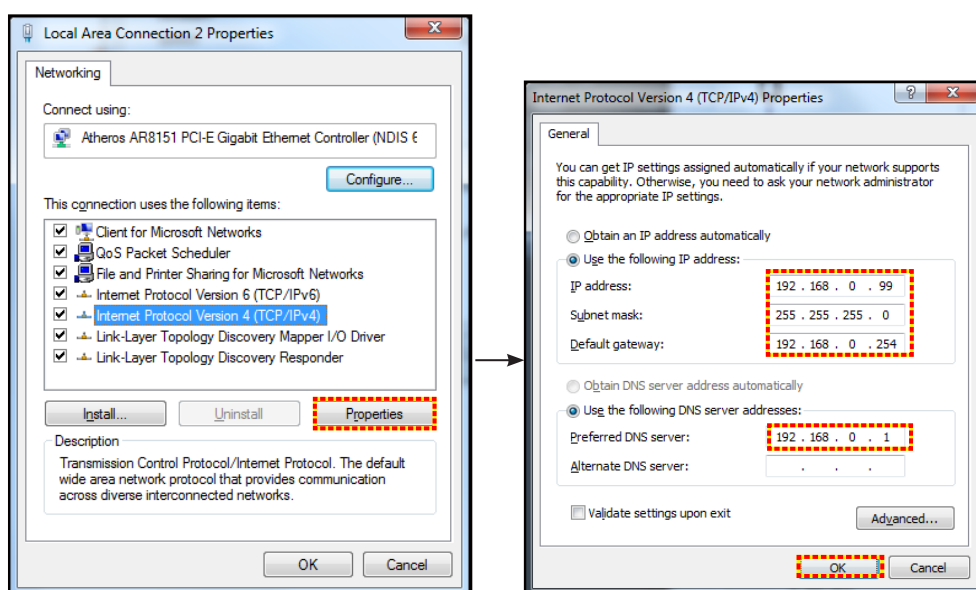 Local Area Connection 2 Properties
Networking
Connect using:
Atheros AR8151 PCI-E Gigabit Ethernet Controller (NDIS 6
Configure...
This connection uses the following items:
Client for Microsoft Networks
QoS Packet Scheduler
File and Printer Sharing for Microsoft Networks
Internet Protocol Version 6 (TCP/IPv6)
Internet Protocol Version 4 (TCP/IPv4)
Link-Layer Topology Discovery Mapper I/O Driver
Link-Layer Topology Discovery Responder
Install...
Uninstall
Properties
Description
Transmission Control Protocol/Internet Protocol. The default
wide area network protocol that provides communication
across diverse interconnected networks.
OK
Cancel
Internet Protocol Version 4 (TCP/IPv4) Properties
General
You can get IP settings assigned automatically if your network supports
this capability. Otherwise, you need to ask your network administrator
for the appropriate IP settings.
Obtain an IP address automatically
Use the following IP address:
IP address: 192 . 168 . 0 . 99
Subnet mask: 255 . 255 . 255 . 0
Default gateway: 192 . 168 . 0 . 254
Obtain DNS server address automatically
Use the following DNS server addresses:
Preferred DNS server: 192 . 168 . 0 . 1
Alternate DNS server: . . .
Validate settings upon exit
Advanced...
OK
Cancel